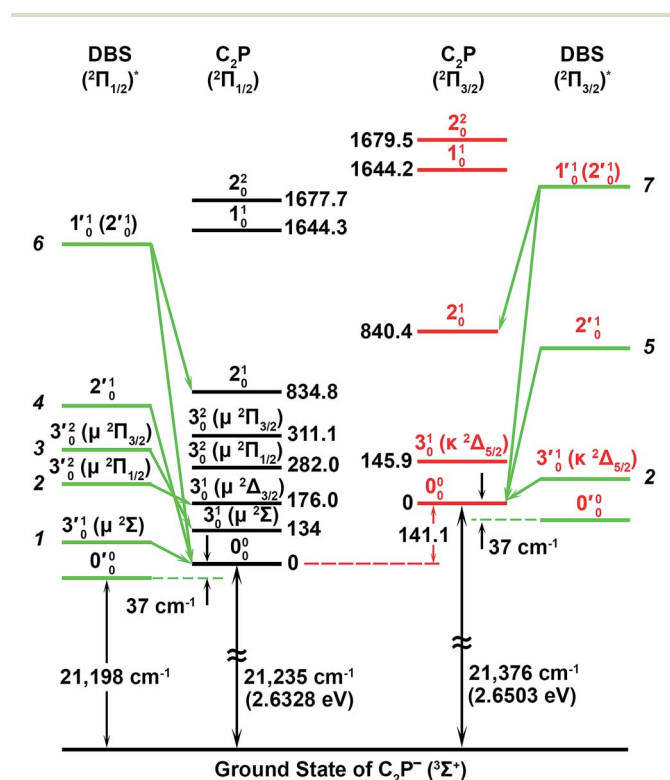 DBS
(²Π₁/₂)*
C₂P
(²Π₁/₂)
C₂P
(²Π₃/₂)
DBS
(²Π₃/₂)*
6
1′¹₀ (2′¹₀)
4
2′¹₀
3
3′²₀ (μ ²Π₃/₂)
2
3′²₀ (μ ²Π₁/₂)
1
3′¹₀ (μ ²Σ)
0′⁰₀
37 cm⁻¹
21,198 cm⁻¹
2²₀ 1677.7
1¹₀ 1644.3
2¹₀ 834.8
3²₀ (μ ²Π₃/₂) 311.1
3²₀ (μ ²Π₁/₂) 282.0
3¹₀ (μ ²Δ₃/₂) 176.0
3¹₀ (μ ²Σ) 134
0⁰₀ 0
21,235 cm⁻¹
(2.6328 eV)
1679.5 2²₀
1644.2 1¹₀
840.4 2¹₀
145.9 3¹₀ (κ ²Δ₅/₂)
0 0⁰₀
141.1
21,376 cm⁻¹
(2.6503 eV)
1′¹₀ (2′¹₀) 7
2′¹₀ 5
3′¹₀ (κ ²Δ₅/₂) 2
0′⁰₀
37 cm⁻¹
Ground State of C₂P⁻ (³Σ⁺)